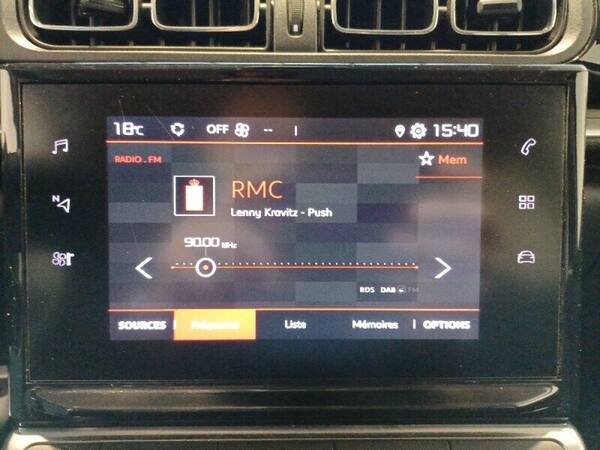 18°C OFF -- 15:40
RADIO . FM
Mem
RMC
Lenny Kravitz - Push
90.00 MHz
N
RDS DAB FM
SOURCES Fréquence Liste Mémoires OPTIONS